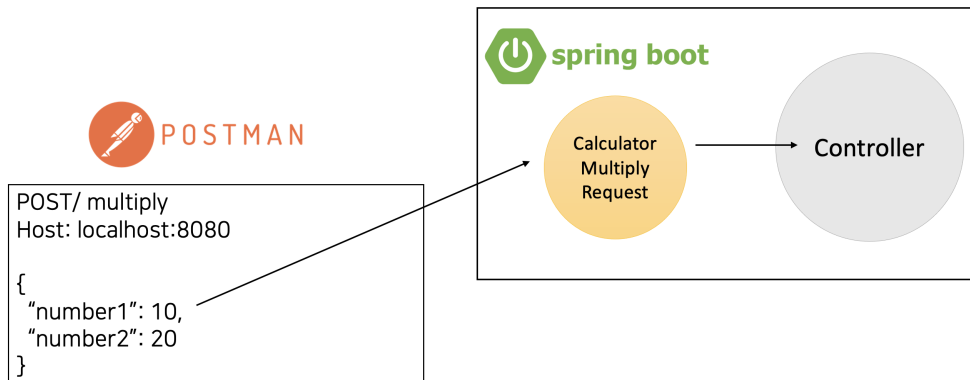 spring boot
POSTMAN
Calculator
Multiply
Request
Controller
POST/ multiply
Host: localhost:8080
{
“number1”: 10,
“number2”: 20
}